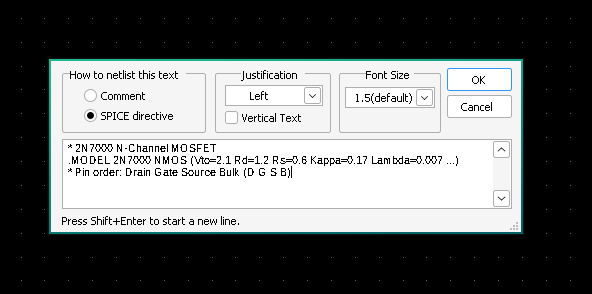 How to netlist this text
Comment
SPICE directive
Justification
Left
Vertical Text
Font Size
1.5(default)
OK
Cancel
* 2N7000 N-Channel MOSFET
.MODEL 2N7000 NMOS (Vto=2.1 Rd=1.2 Rs=0.6 Kappa=0.17 Lambda=0.007 ...)
* Pin order: Drain Gate Source Bulk (D G S B)
Press Shift+Enter to start a new line.